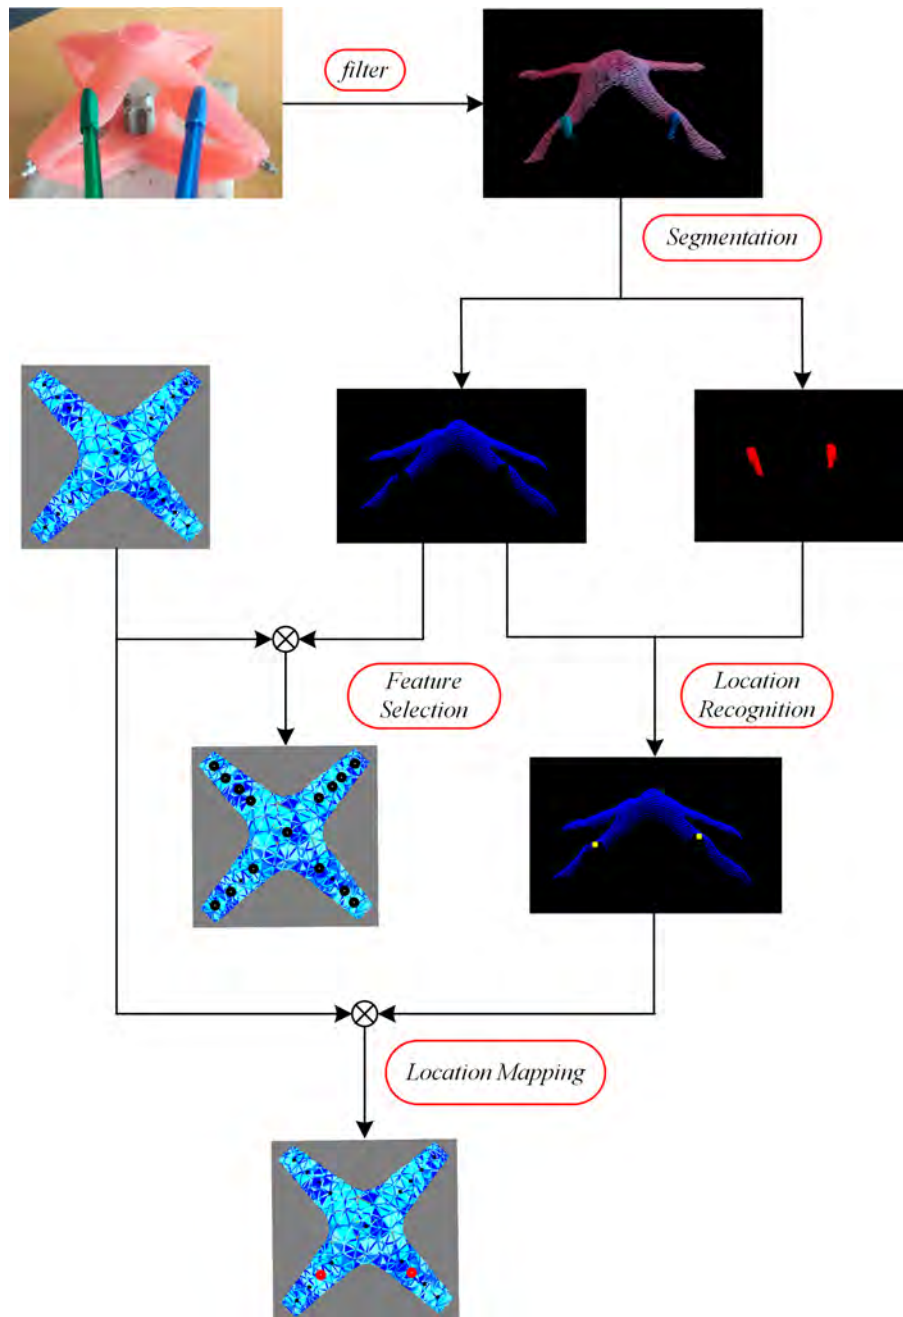 filter
Segmentation
Feature
Selection
Location
Recognition
Location Mapping